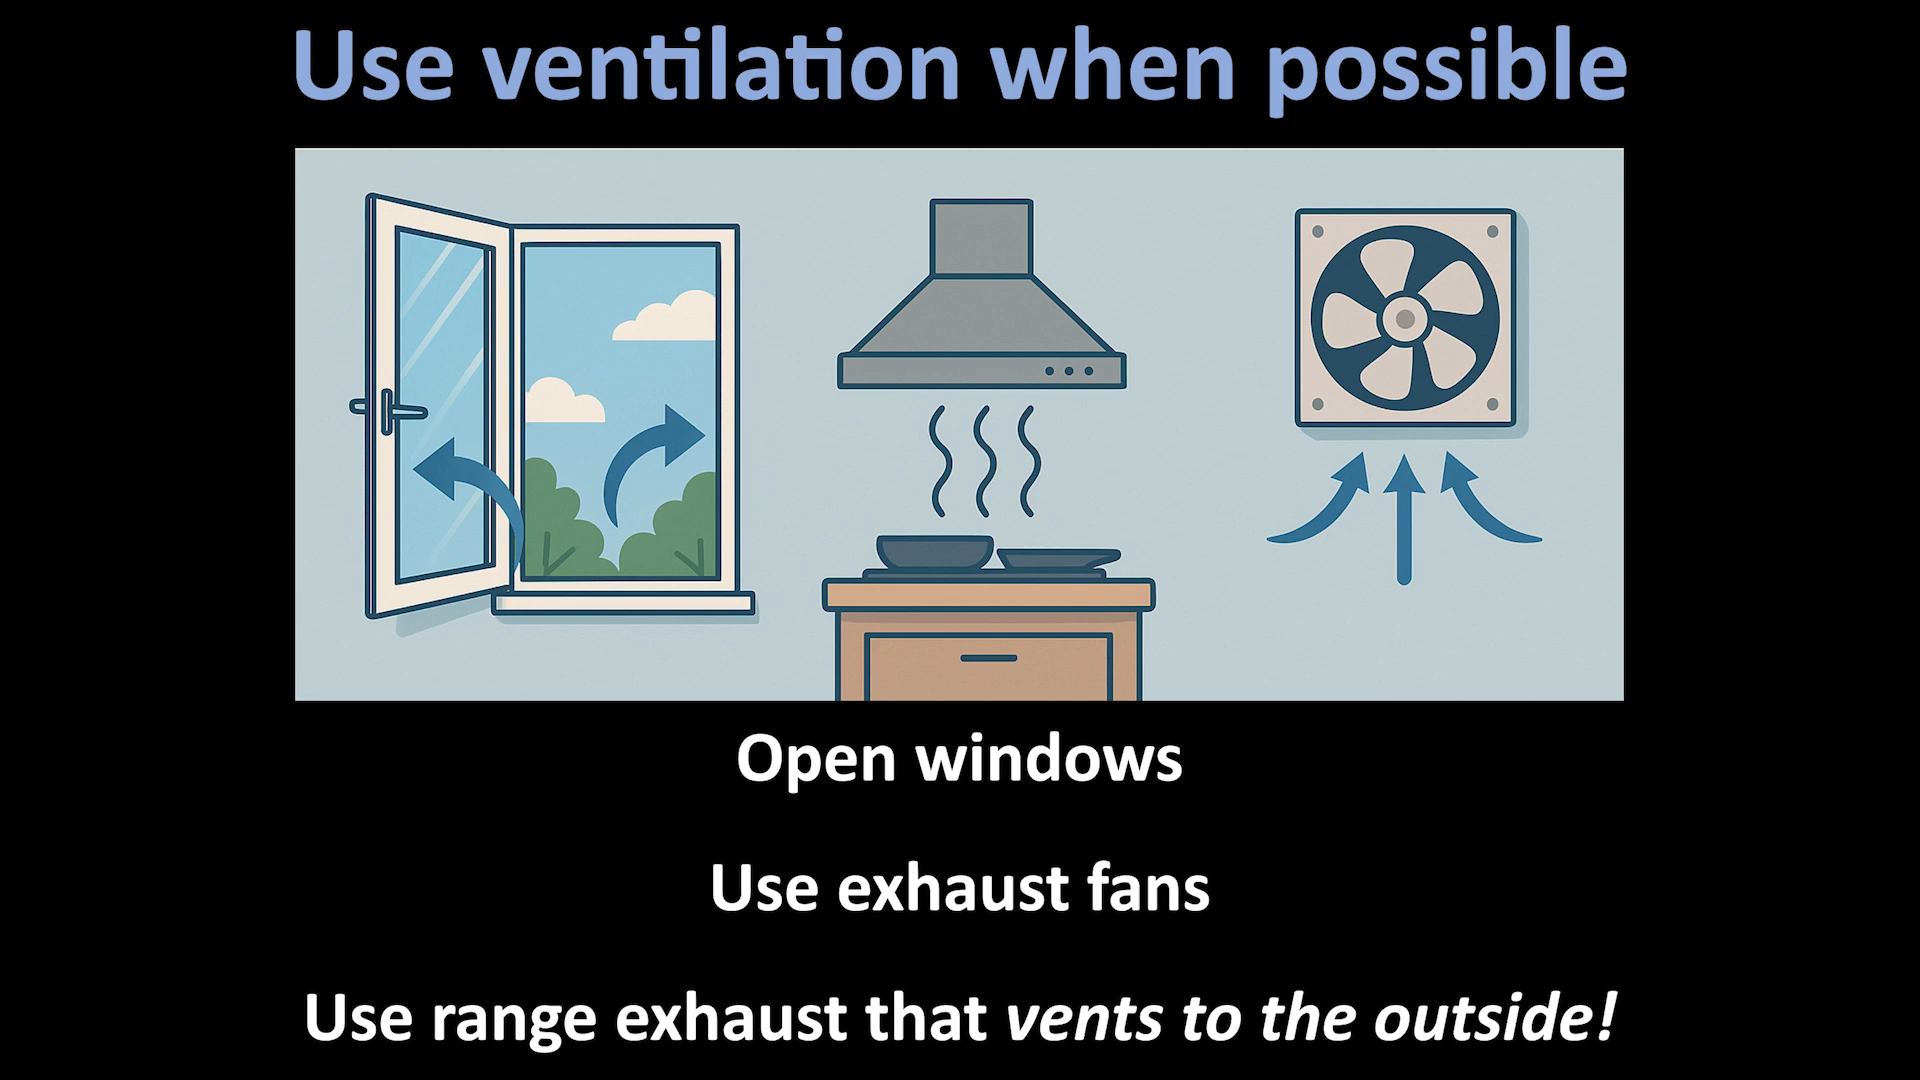 Use ventilation when possible
Open windows
Use exhaust fans
Use range exhaust that vents to the outside!